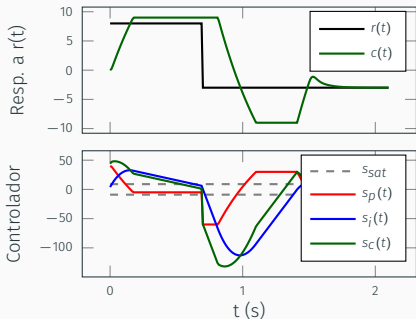 Resp. a r(t)
10
5
0
−5
−10
r(t)
c(t)
Controlador
50
0
−50
−100
s_sat
s_p(t)
s_i(t)
s_c(t)
0
1
2
t (s)